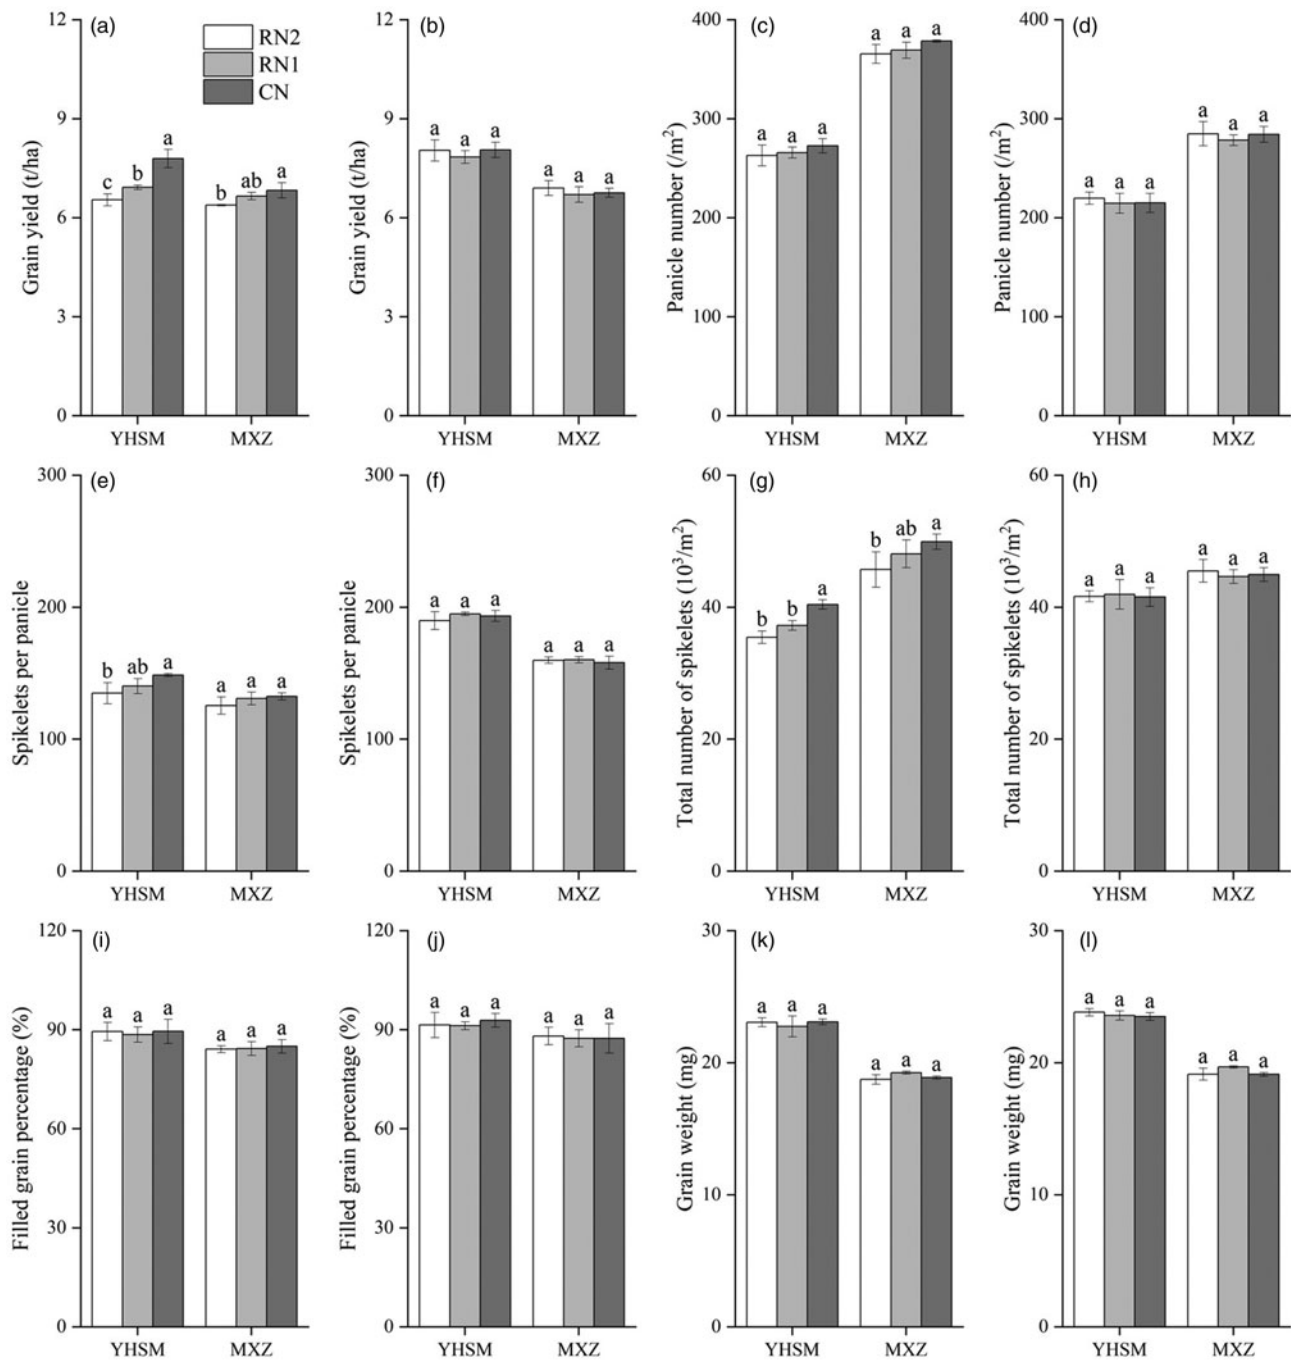 (a)
12
9
6
3
0
Grain yield (t/ha)
RN2
RN1
CN
c b a
b ab a
YHSM MXZ
(b)
12
9
6
3
0
Grain yield (t/ha)
a a a
a a a
YHSM MXZ
(c)
400
300
200
100
0
Panicle number (/m²)
a a a
a a a
YHSM MXZ
(d)
400
300
200
100
0
Panicle number (/m²)
a a a
a a a
YHSM MXZ
(e)
300
200
100
0
Spikelets per panicle
b ab a
a a a
YHSM MXZ
(f)
300
200
100
0
Spikelets per panicle
a a a
a a a
YHSM MXZ
(g)
60
40
20
0
Total number of spikelets (10³/m²)
b b a
b ab a
YHSM MXZ
(h)
60
40
20
0
Total number of spikelets (10³/m²)
a a a
a a a
YHSM MXZ
(i)
120
90
60
30
0
Filled grain percentage (%)
a a a
a a a
YHSM MXZ
(j)
120
90
60
30
0
Filled grain percentage (%)
a a a
a a a
YHSM MXZ
(k)
30
20
10
0
Grain weight (mg)
a a a
a a a
YHSM MXZ
(l)
30
20
10
0
Grain weight (mg)
a a a
a a a
YHSM MXZ